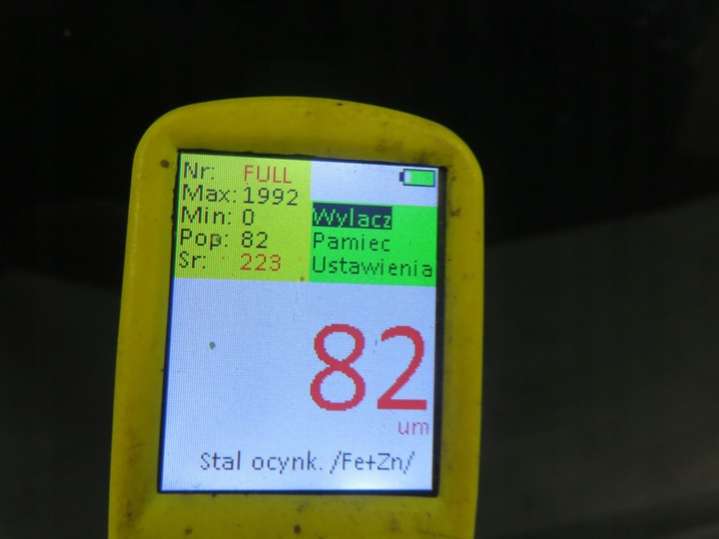 Nr: FULL
Max: 1992
Min: 0
Pop: 82
Sr: 223
Wylacz
Pamiec
Ustawienia
82
um
Stal ocynk. /Fe+Zn/